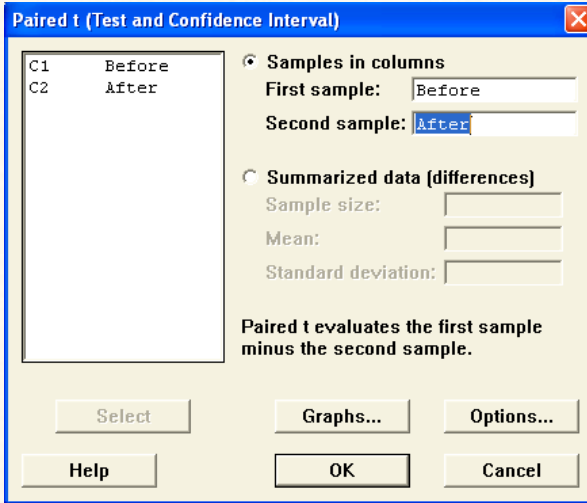 Paired t (Test and Confidence Interval)
C1 Before
C2 After
Samples in columns
First sample: Before
Second sample: After
Summarized data (differences)
Sample size:
Mean:
Standard deviation:
Paired t evaluates the first sample
minus the second sample.
Select
Graphs...
Options...
Help
OK
Cancel